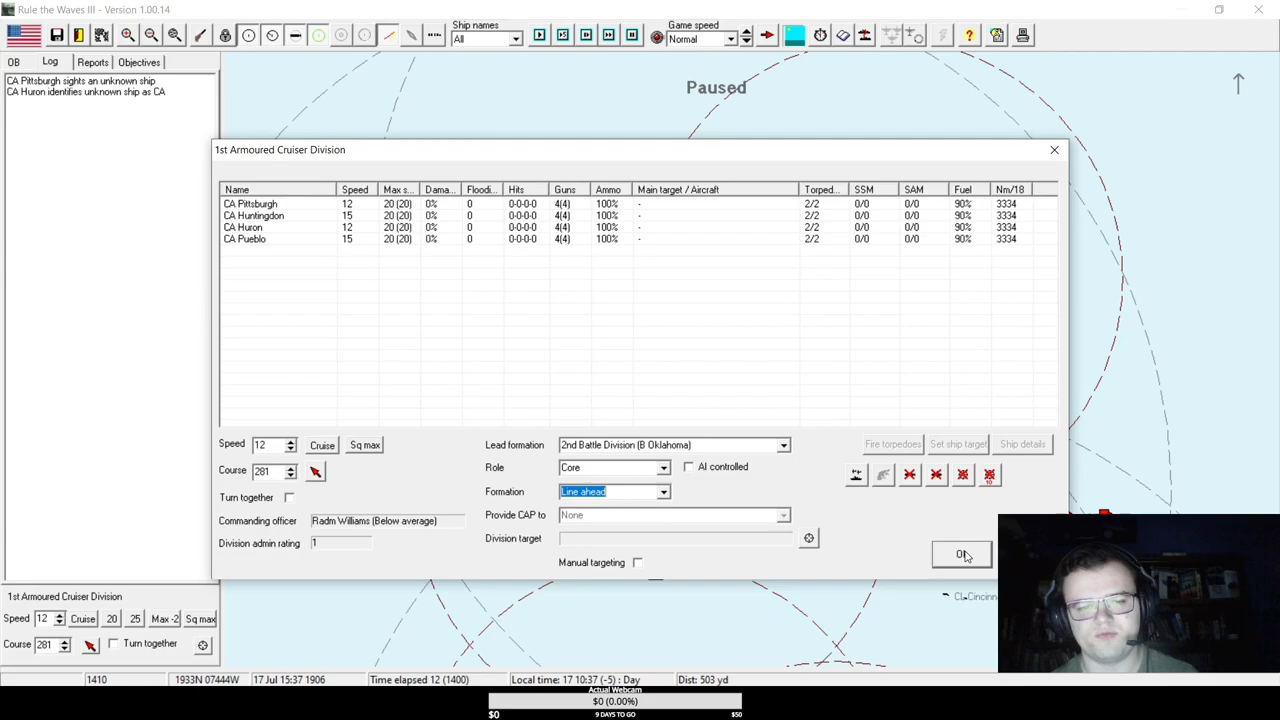 Rule the Waves III - Version 1.00.14
Ship names
All
Game speed
Normal
OB
Log
Reports
Objectives
CA Pittsburgh sights an unknown ship
CA Huron identifies unknown ship as CA
Paused
1st Armoured Cruiser Division
Name Speed Max s... Dama... Floodi... Hits Guns Ammo Main target / Aircraft Torped... SSM SAM Fuel Nm/18
CA Pittsburgh 12 20 (20) 0% 0 0-0-0-0 4(4) 100% - 2/2 0/0 0/0 90% 3334
CA Huntingdon 15 20 (20) 0% 0 0-0-0-0 4(4) 100% - 2/2 0/0 0/0 90% 3334
CA Huron 12 20 (20) 0% 0 0-0-0-0 4(4) 100% - 2/2 0/0 0/0 90% 3334
CA Pueblo 15 20 (20) 0% 0 0-0-0-0 4(4) 100% - 2/2 0/0 0/0 90% 3334
Speed 12 Cruise Sq max
Course 281
Turn together
Commanding officer Radm Williams (Below average)
Division admin rating 1
Lead formation 2nd Battle Division (B Oklahoma)
Role Core AI controlled
Formation Line ahead
Provide CAP to None
Division target
Manual targeting
Fire torpedoes Set ship target Ship details
10
CL Cincinn
1st Armoured Cruiser Division
Speed 12 Cruise 20 25 Max -2 Sq max
Course 281 Turn together
1410 1933N 07444W 17 Jul 15:37 1906 Time elapsed 12 (1400) Local time: 17 10:37 (-5) : Day Dist: 503 yd
Actual Webcam
$0 (0.00%)
$0 9 DAYS TO GO $50